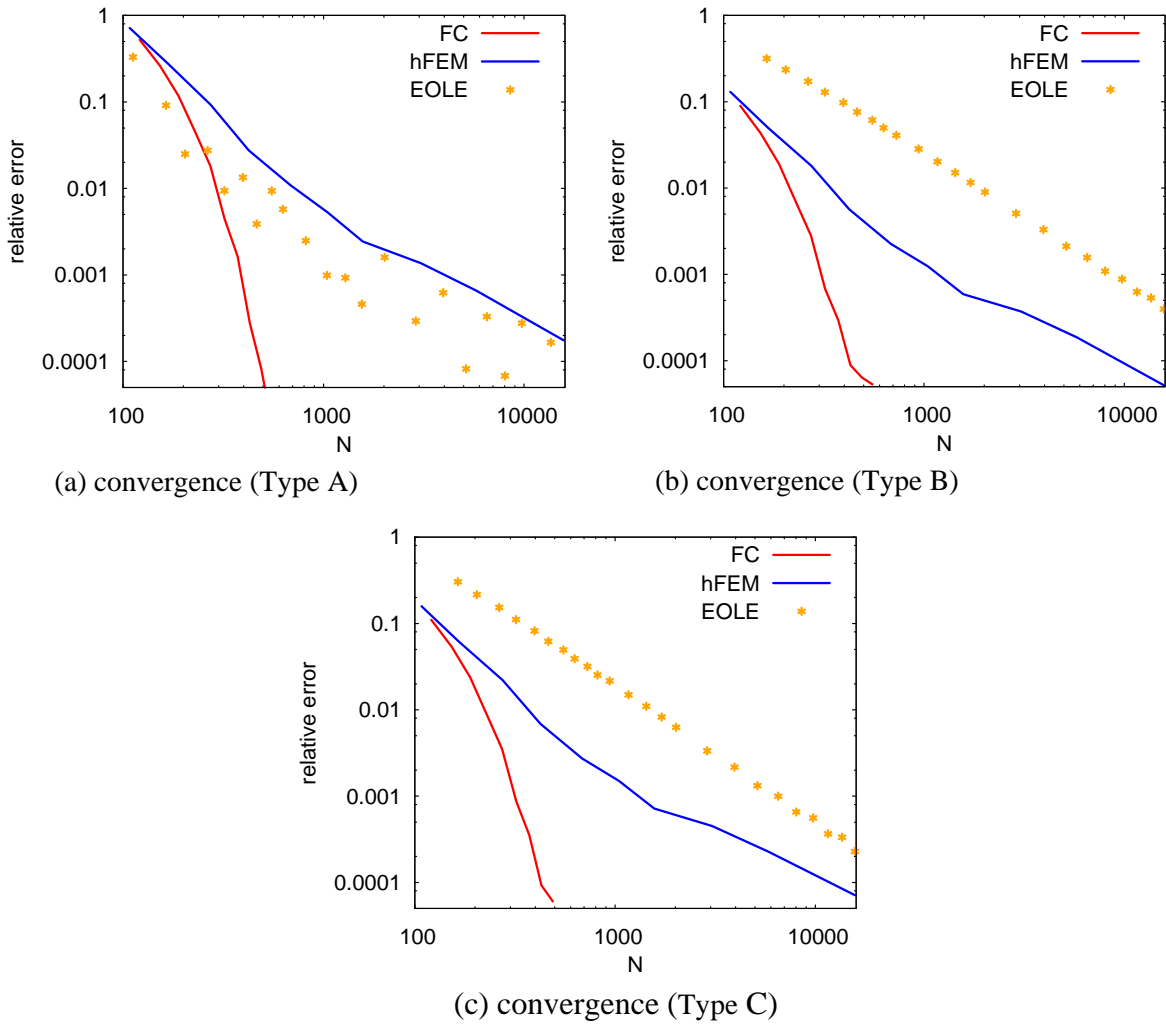 1
0.1
0.01
0.001
0.0001
relative error
100
1000
10000
N
FC
hFEM
EOLE
(a) convergence (Type A)
1
0.1
0.01
0.001
0.0001
relative error
100
1000
10000
N
FC
hFEM
EOLE
(b) convergence (Type B)
1
0.1
0.01
0.001
0.0001
relative error
100
1000
10000
N
FC
hFEM
EOLE
(c) convergence (Type C)